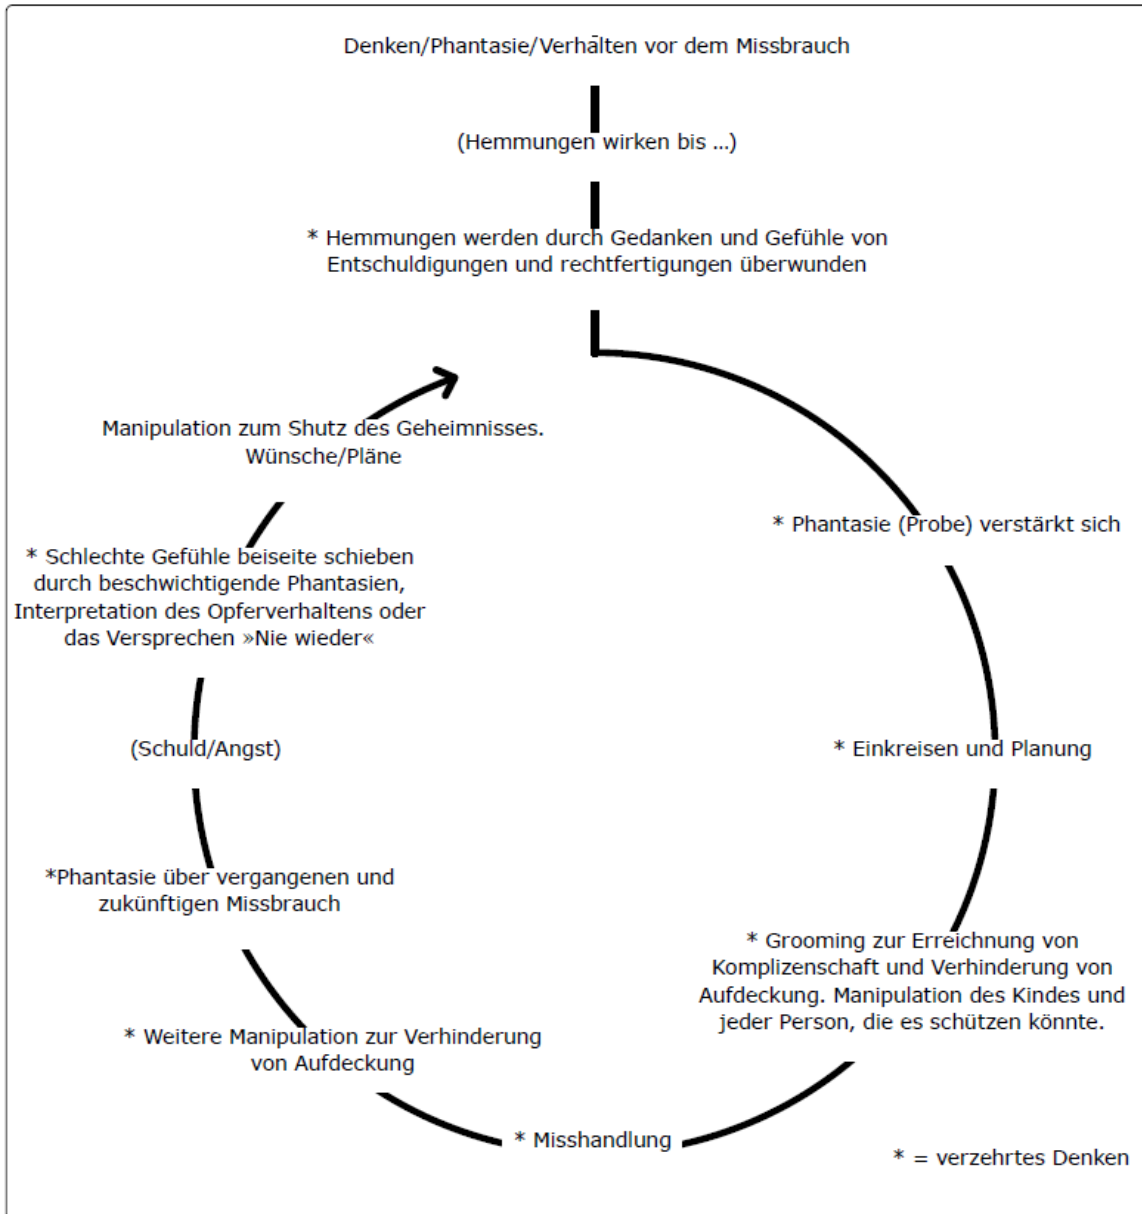 Denken/Phantasie/Verhalten vor dem Missbrauch
(Hemmungen wirken bis ...)
* Hemmungen werden durch Gedanken und Gefühle von
Entschuldigungen und rechtfertigungen überwunden
* Phantasie (Probe) verstärkt sich
* Einkreisen und Planung
* Grooming zur Erreichnung von
Komplizenschaft und Verhinderung von
Aufdeckung. Manipulation des Kindes und
jeder Person, die es schützen könnte.
* Misshandlung
* Weitere Manipulation zur Verhinderung
von Aufdeckung
*Phantasie über vergangenen und
zukünftigen Missbrauch
(Schuld/Angst)
* Schlechte Gefühle beiseite schieben
durch beschwichtigende Phantasien,
Interpretation des Opferverhaltens oder
das Versprechen »Nie wieder«
Manipulation zum Shutz des Geheimnisses.
Wünsche/Pläne
* = verzehrtes Denken